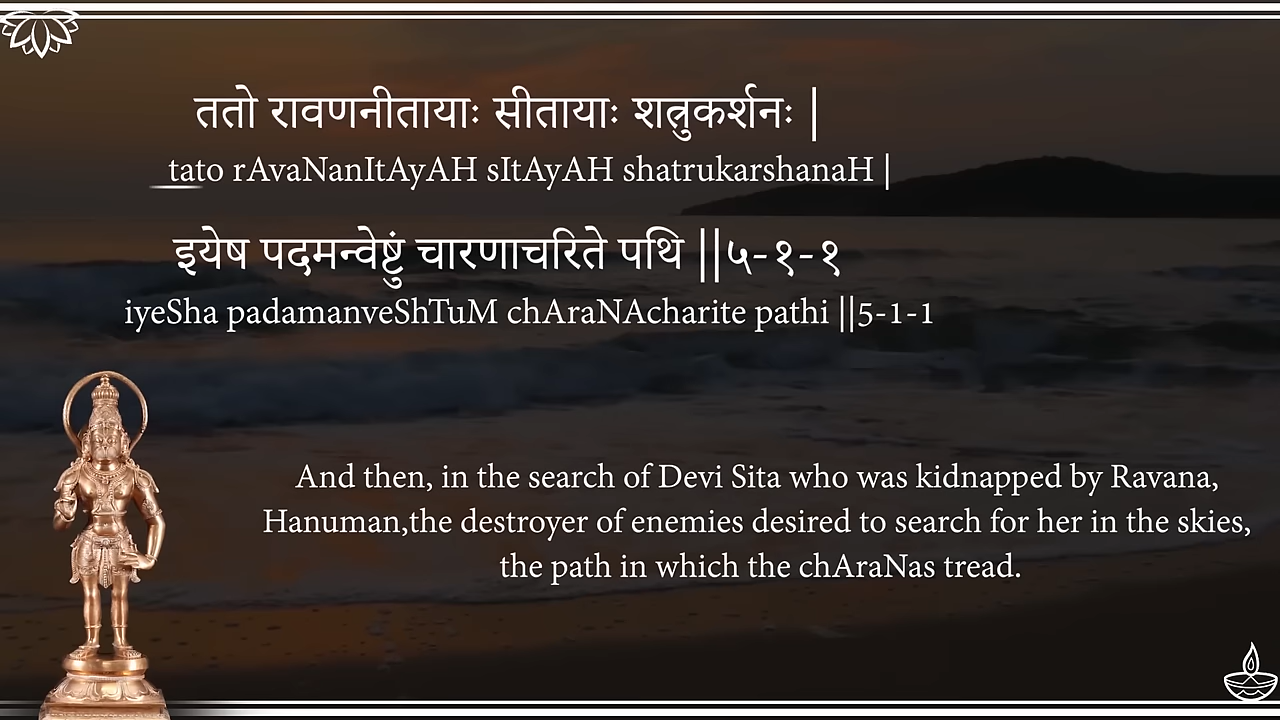 ततो रावणनीतायाः सीतायाः शत्रुकर्शनः |
tato rAvaNanItAyAH sItAyAH shatrukarshanaH |
इयेष पदमन्वेष्टुं चारणाचरिते पथि ||५-१-१
iyeSha padamanveShTuM chAraNAcharite pathi ||5-1-1
And then, in the search of Devi Sita who was kidnapped by Ravana,
Hanuman,the destroyer of enemies desired to search for her in the skies,
the path in which the chAraNas tread.